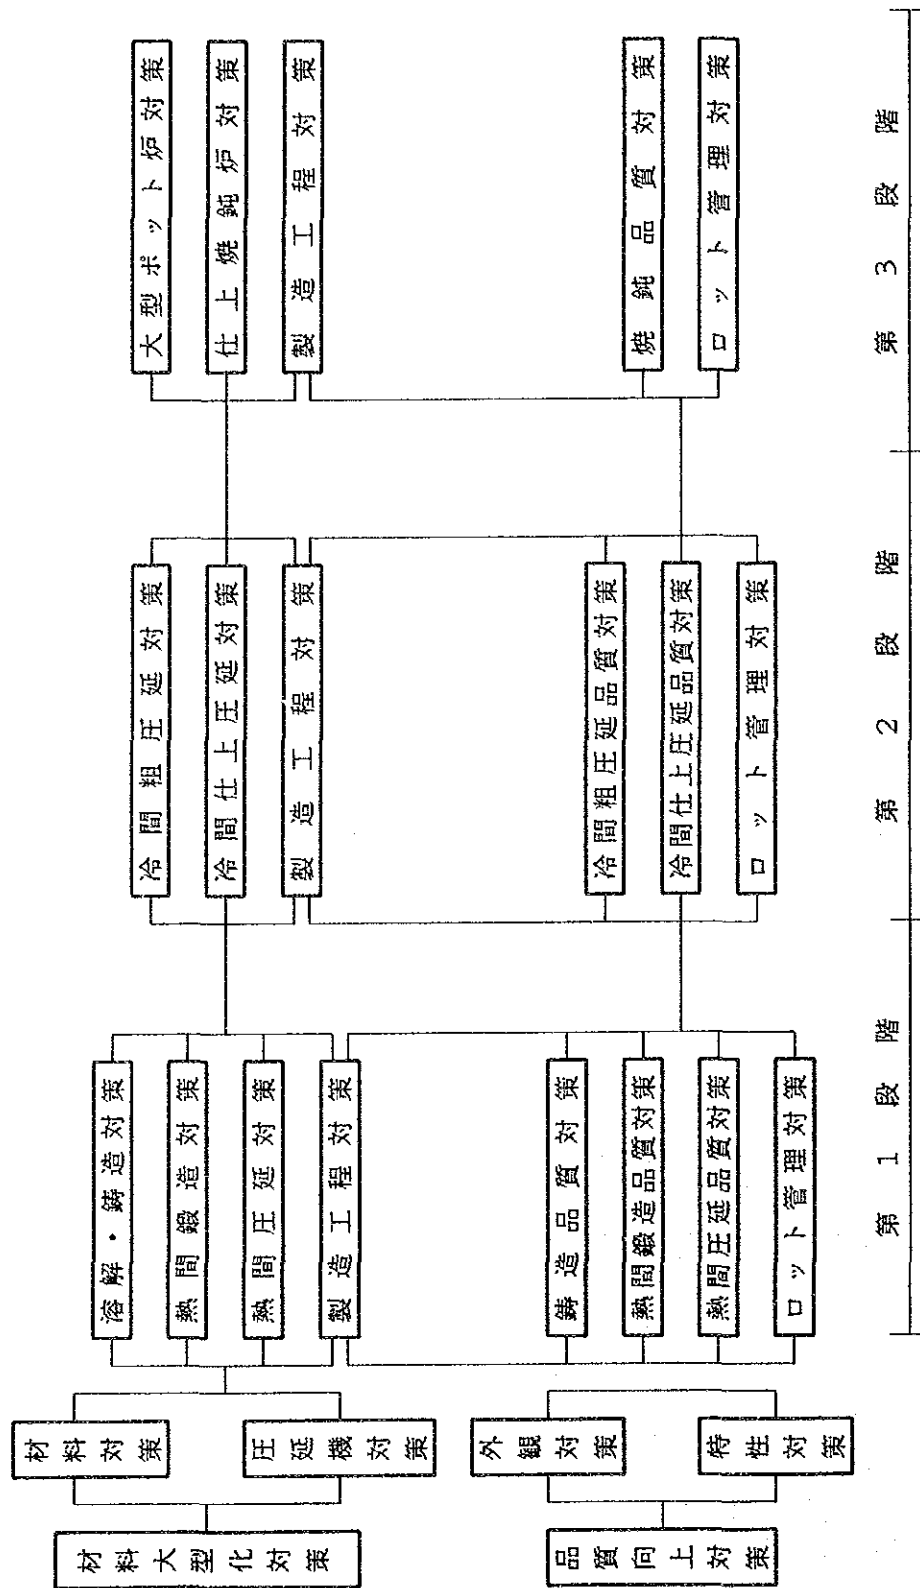 材料大型化対策
材料対策
圧延機対策
溶解・鋳造対策
熱間鍛造対策
熱間圧延対策
製造工程対策
冷間粗圧延対策
冷間仕上圧延対策
製造工程対策
大型ポット炉対策
仕上焼鈍炉対策
製造工程対策
品質向上対策
外観対策
特性対策
鋳造品質対策
熱間鍛造品質対策
熱間圧延品質対策
ロット管理対策
冷間粗圧延品質対策
冷間仕上圧延品質対策
ロット管理対策
焼鈍品質対策
ロット管理対策
第1段階
第2段階
第3段階